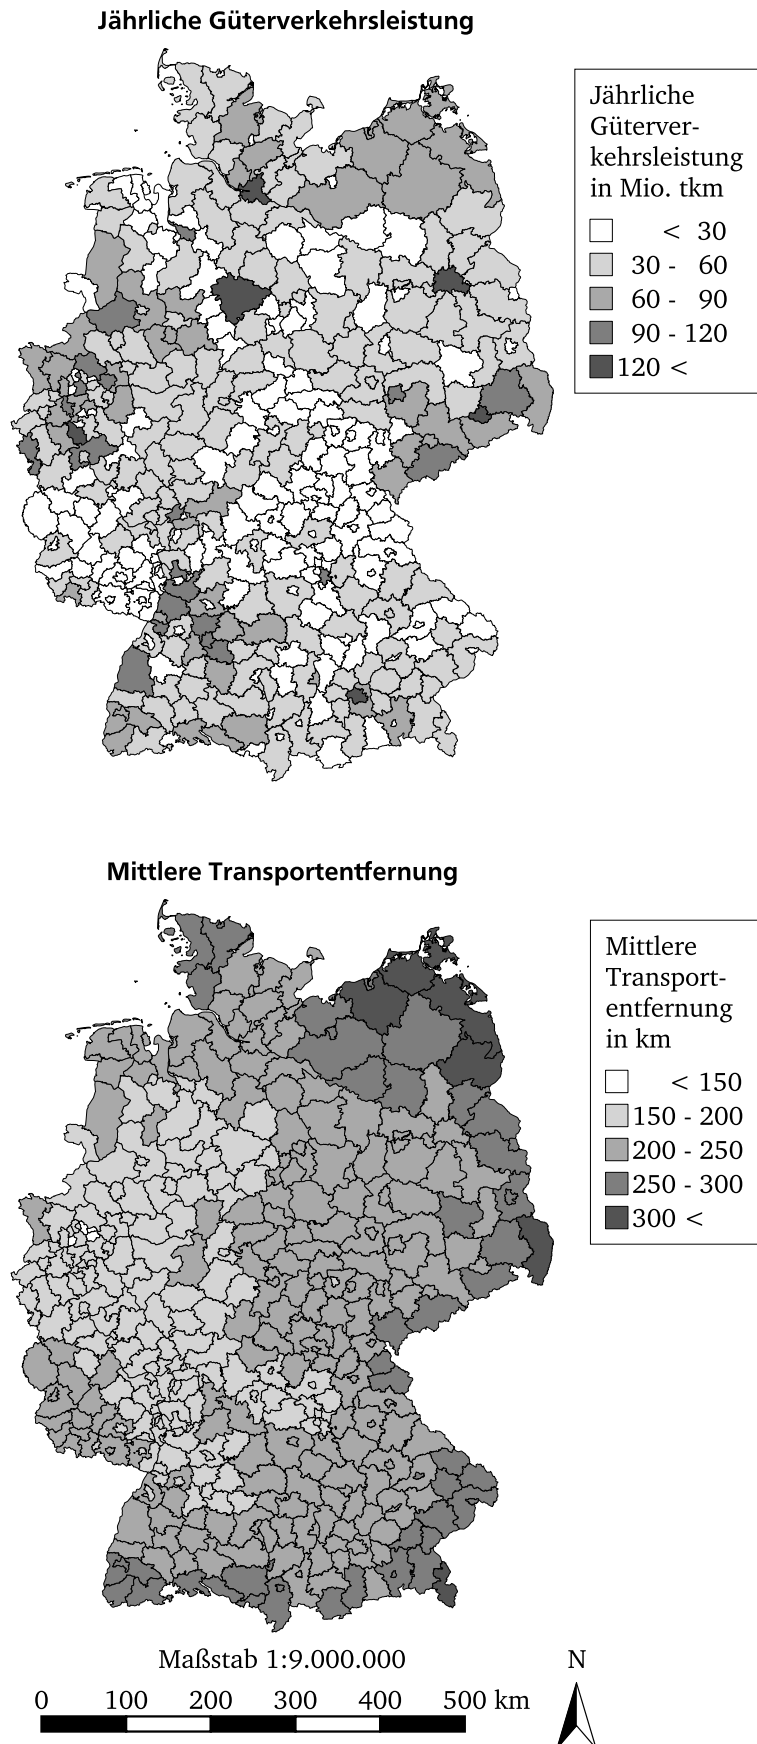 Jährliche Güterverkehrsleistung
Jährliche
Güterver-
kehrsleistung
in Mio. tkm
< 30
30 - 60
60 - 90
90 - 120
120 <
Mittlere Transportentfernung
Mittlere
Transport-
entfernung
in km
< 150
150 - 200
200 - 250
250 - 300
300 <
Maßstab 1:9.000.000
N
0 100 200 300 400 500 km